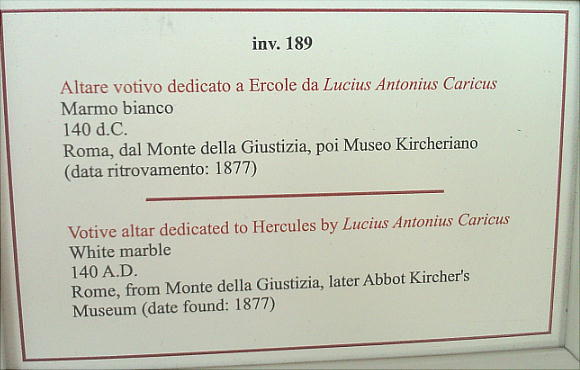 inv. 189
Altare votivo dedicato a Ercole da Lucius Antonius Caricus
Marmo bianco
140 d.C.
Roma, dal Monte della Giustizia, poi Museo Kircheriano
(data ritrovamento: 1877)
Votive altar dedicated to Hercules by Lucius Antonius Caricus
White marble
140 A.D.
Rome, from Monte della Giustizia, later Abbot Kircher's
Museum (date found: 1877)